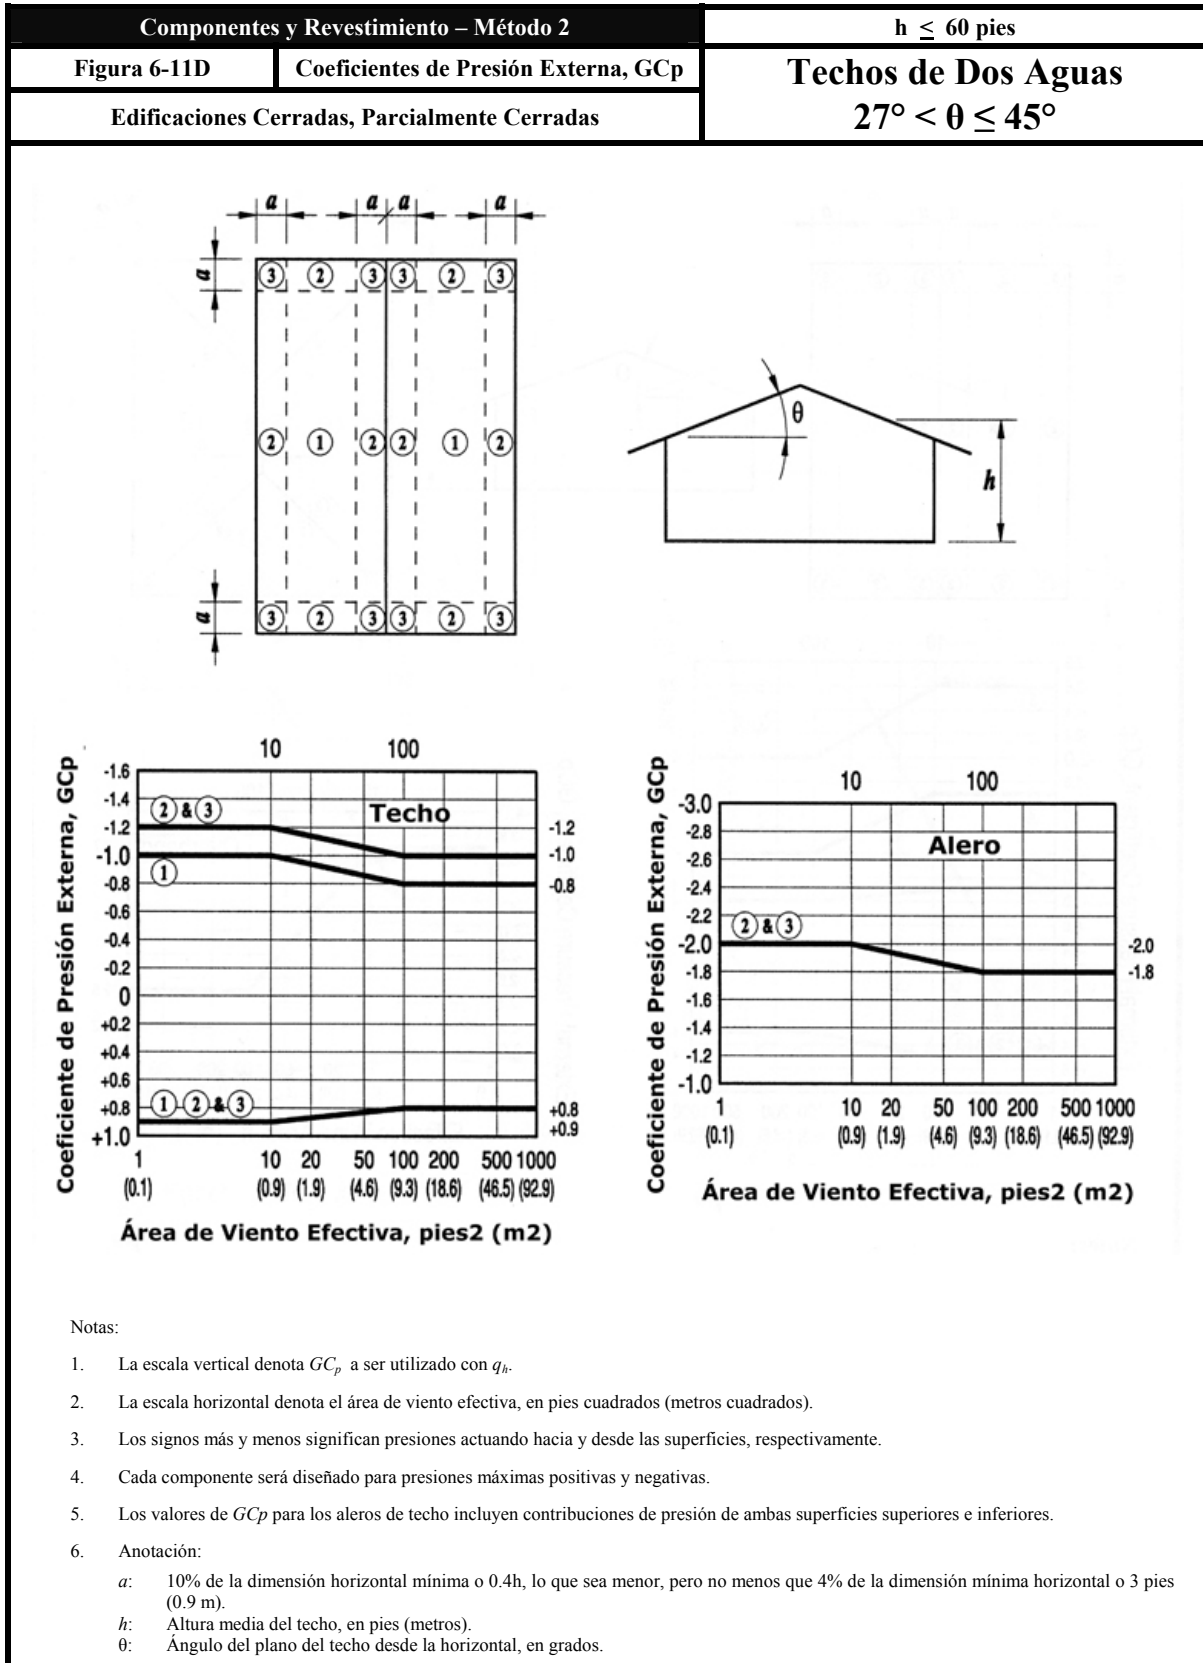 Componentes y Revestimiento – Método 2
h ≤ 60 pies
Figura 6-11D
Coeficientes de Presión Externa, GCp
Techos de Dos Aguas
27° < θ ≤ 45°
Edificaciones Cerradas, Parcialmente Cerradas
a a a a
a
3 2 3 3 2 3
2 1 2 2 1 2
a
3 2 3 3 2 3
θ
h
Coeficiente de Presión Externa, GCp
10 100
-1.6
-1.4
-1.2
-1.0
-0.8
-0.6
-0.4
-0.2
0
+0.2
+0.4
+0.6
+0.8
+1.0
2 & 3
Techo
1
1 2 & 3
-1.2
-1.0
-0.8
+0.8
+0.9
1 10 20 50 100 200 500 1000
(0.1) (0.9) (1.9) (4.6) (9.3) (18.6) (46.5) (92.9)
Área de Viento Efectiva, pies2 (m2)
Coeficiente de Presión Externa, GCp
10 100
-3.0
-2.8
-2.6
-2.4
-2.2
-2.0
-1.8
-1.6
-1.4
-1.2
-1.0
Alero
2 & 3
-2.0
-1.8
1 10 20 50 100 200 500 1000
(0.1) (0.9) (1.9) (4.6) (9.3) (18.6) (46.5) (92.9)
Área de Viento Efectiva, pies2 (m2)
Notas:
1. La escala vertical denota GCp a ser utilizado con qh.
2. La escala horizontal denota el área de viento efectiva, en pies cuadrados (metros cuadrados).
3. Los signos más y menos significan presiones actuando hacia y desde las superficies, respectivamente.
4. Cada componente será diseñado para presiones máximas positivas y negativas.
5. Los valores de GCp para los aleros de techo incluyen contribuciones de presión de ambas superficies superiores e inferiores.
6. Anotación:
a: 10% de la dimensión horizontal mínima o 0.4h, lo que sea menor, pero no menos que 4% de la dimensión mínima horizontal o 3 pies
(0.9 m).
h: Altura media del techo, en pies (metros).
θ: Ángulo del plano del techo desde la horizontal, en grados.